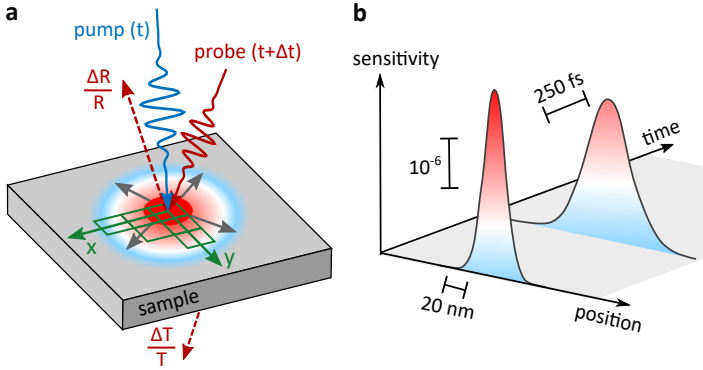 a
pump (t)
probe (t+Δt)
ΔR
R
x
y
sample
ΔT
T
b
sensitivity
250 fs
time
10-6
20 nm
position